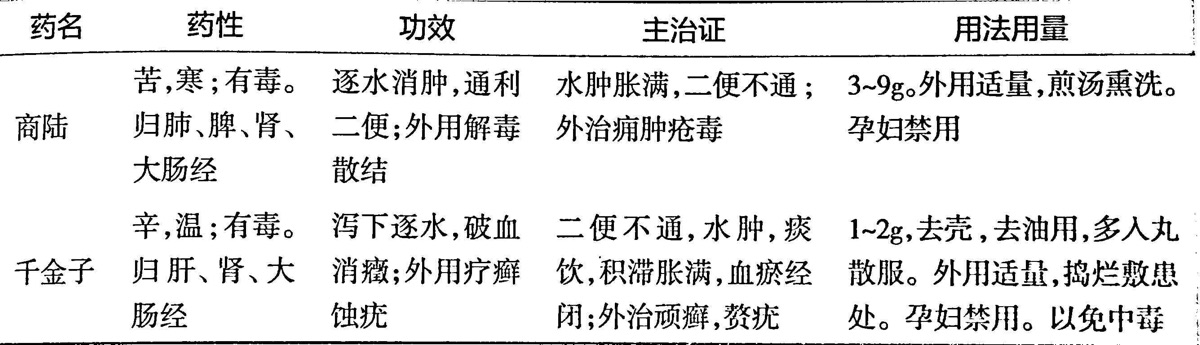 药名 药性 功效 主治证 用法用量
苦,寒;有毒。 逐水消肿,通利 水肿胀满,二便不通; 3~9g。外用适量,煎汤熏洗。
商陆 归肺、脾、肾、 二便;外用解毒 外治痈肿疮毒 孕妇禁用
大肠经 散结
辛,温;有毒。 泻下逐水,破血 二便不通,水肿,痰 1~2g,去壳,去油用,多入丸
千金子 归肝、肾、大 消癥;外用疗癣 饮,积滞胀满,血瘀经 散服。外用适量,捣烂敷患
肠经 蚀疣 闭;外治顽癣,赘疣 处。孕妇禁用。以免中毒